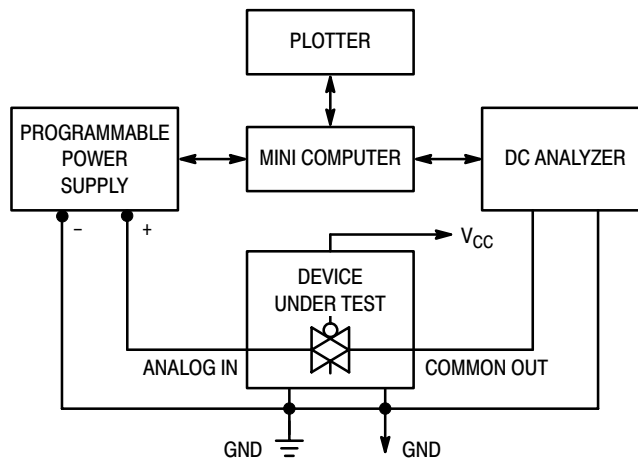 PLOTTER
PROGRAMMABLE
POWER
SUPPLY
MINI COMPUTER
DC ANALYZER
– +
VCC
DEVICE
UNDER TEST
ANALOG IN
COMMON OUT
GND
GND